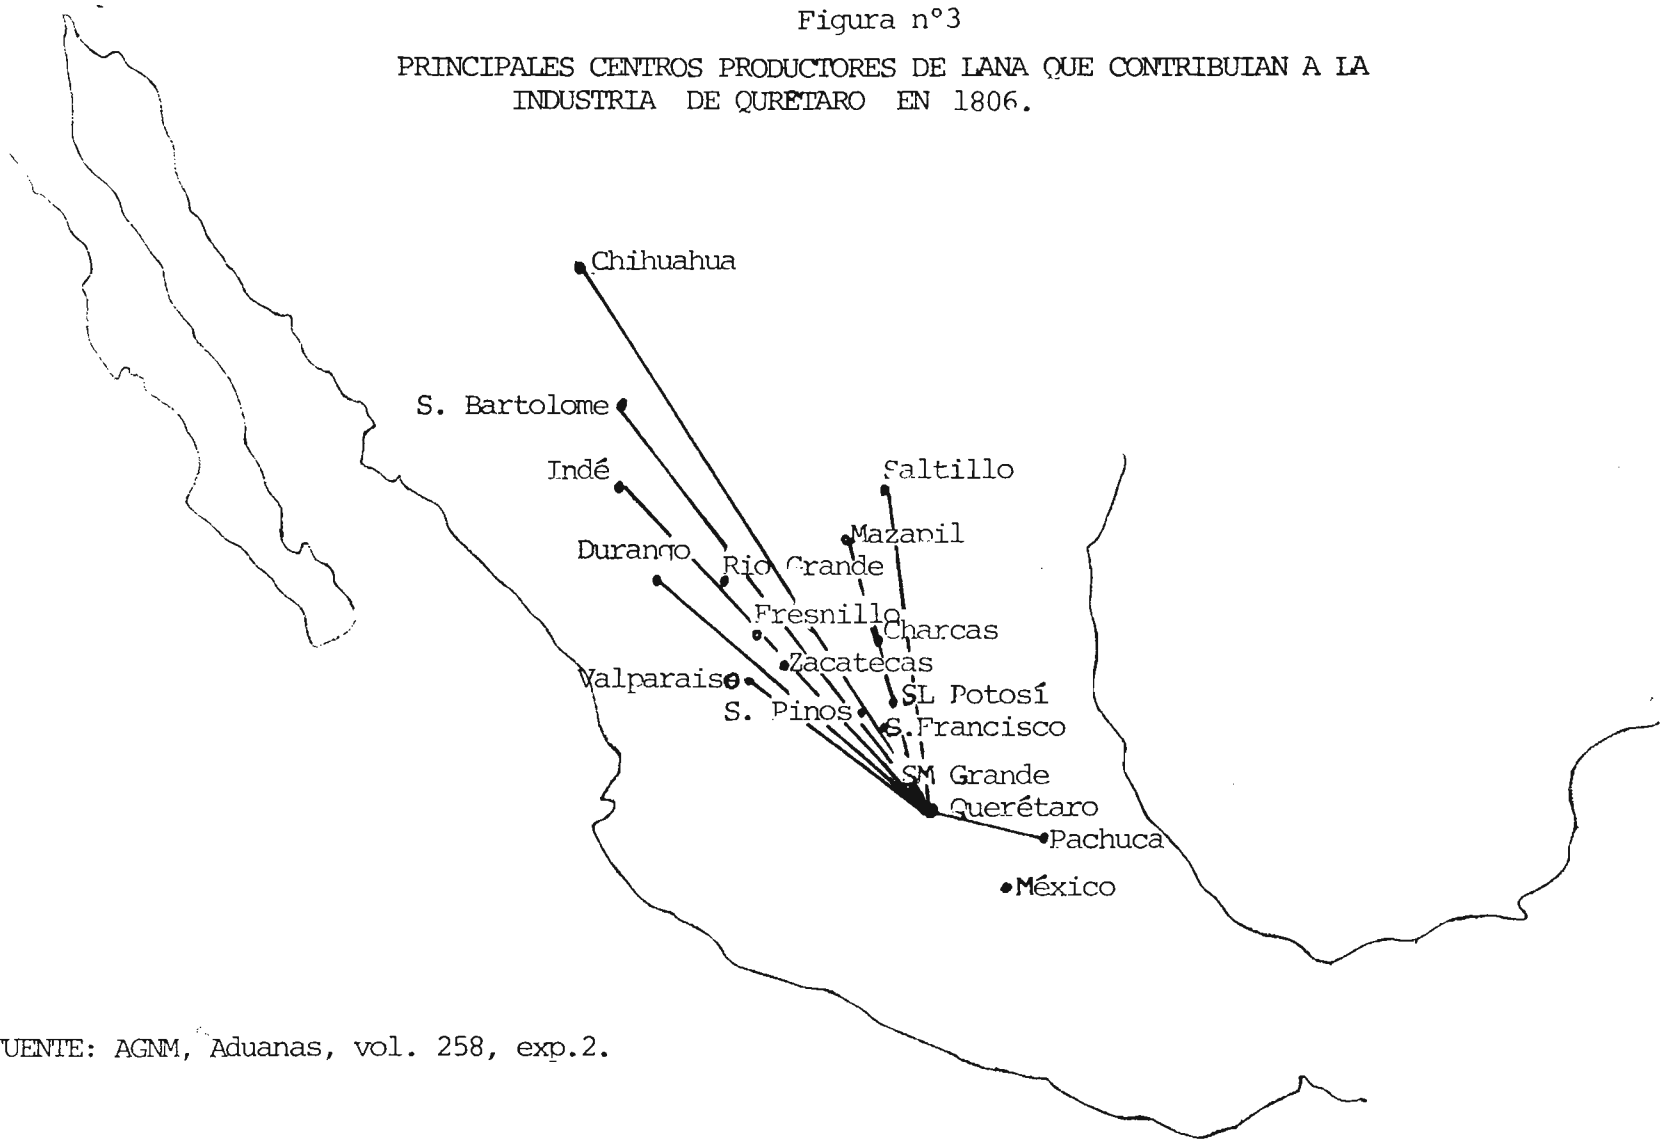 Figura n°3
PRINCIPALES CENTROS PRODUCTORES DE LANA QUE CONTRIBUIAN A LA
INDUSTRIA DE QURETARO EN 1806.
Chihuahua
S. Bartolome
Indé
Saltillo
Mazapil
Durango
Rio Grande
Fresnillo
Charcas
Zacatecas
Valparaiso
SL Potosí
S. Pinos
S.Francisco
SM Grande
Querétaro
Pachuca
México
UENTE: AGNM, Aduanas, vol. 258, exp.2.